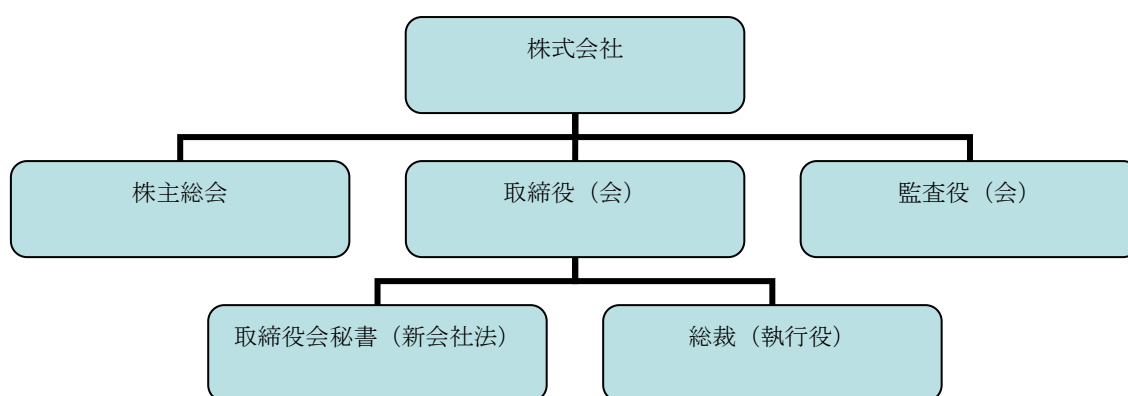 株式会社
株主総会
取締役（会）
監査役（会）
取締役会秘書（新会社法）
総裁（執行役）